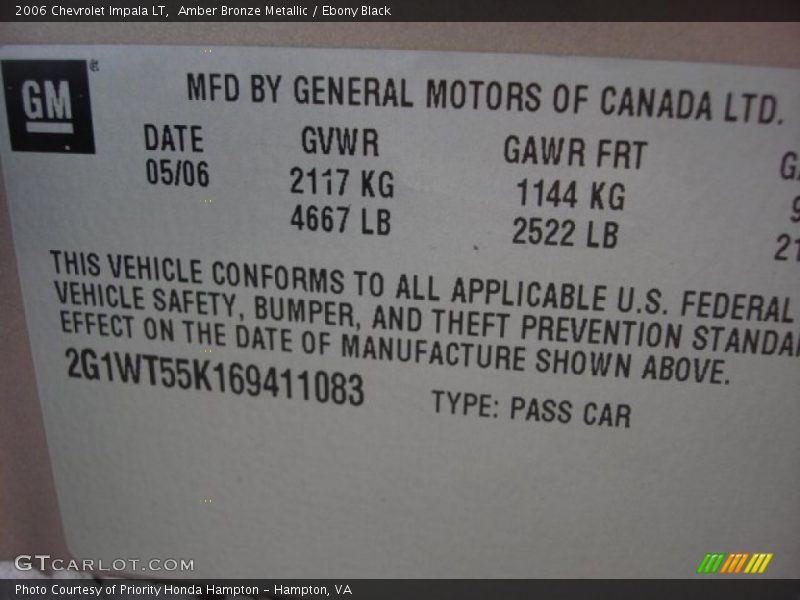 2006 Chevrolet Impala LT, Amber Bronze Metallic / Ebony Black
GM ®
MFD BY GENERAL MOTORS OF CANADA LTD.
DATE GVWR GAWR FRT
05/06 2117 KG 1144 KG
4667 LB 2522 LB
THIS VEHICLE CONFORMS TO ALL APPLICABLE U.S. FEDERAL
VEHICLE SAFETY, BUMPER, AND THEFT PREVENTION
EFFECT ON THE DATE OF MANUFACTURE SHOWN ABOVE.
2G1WT55K169411083 TYPE: PASS CAR
GTCARLOT.COM
Photo Courtesy of Priority Honda Hampton - Hampton, VA